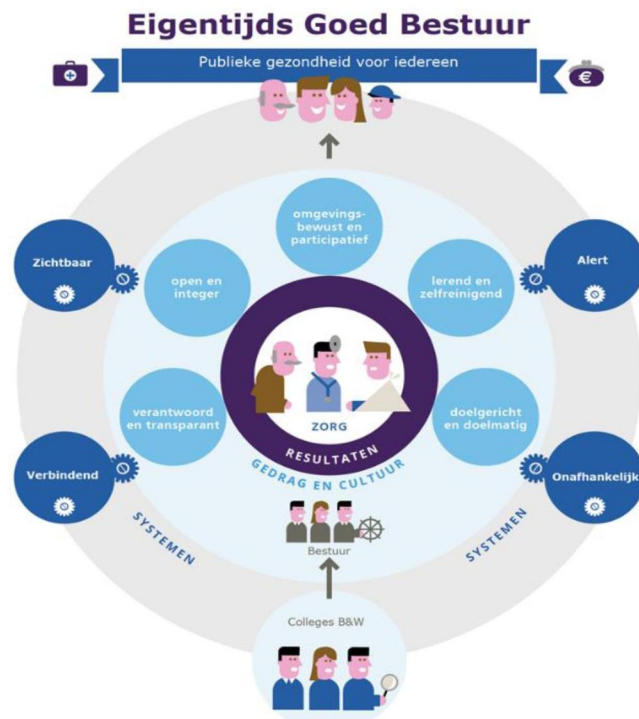 Eigentijds Goed Bestuur
Publieke gezondheid voor iedereen
€
omgevings-
bewust en
participatief
Zichtbaar
open en
integer
lerend en
zelfreinigend
Alert
verantwoord
en transparant
ZORG
RESULTATEN
GEDRAG EN CULTUUR
doelgericht
en doelmatig
Verbindend
Onafhankelijk
SYSTEMEN
SYSTEMEN
Bestuur
Colleges B&W